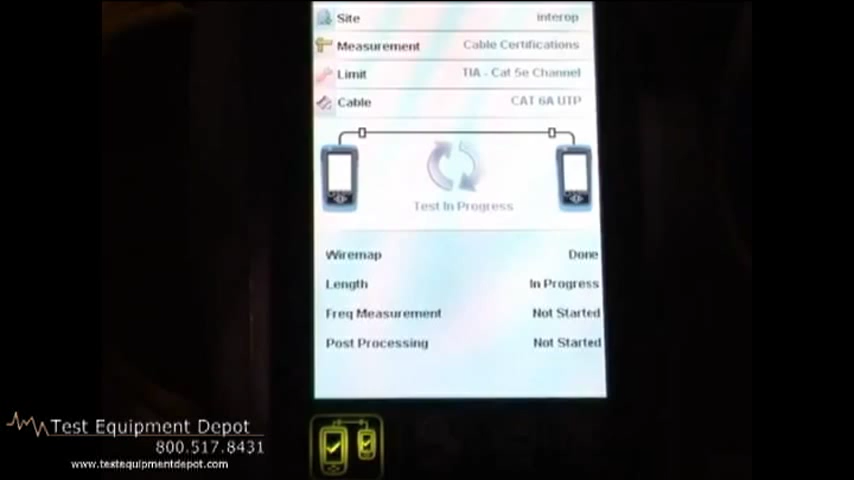 Site interop
Measurement Cable Certifications
Limit TIA - Cat 5e Channel
Cable CAT 6A UTP
Test In Progress
Wiremap Done
Length In Progress
Freq Measurement Not Started
Post Processing Not Started
Test Equipment Depot
800.517.8431
www.testequipmentdepot.com